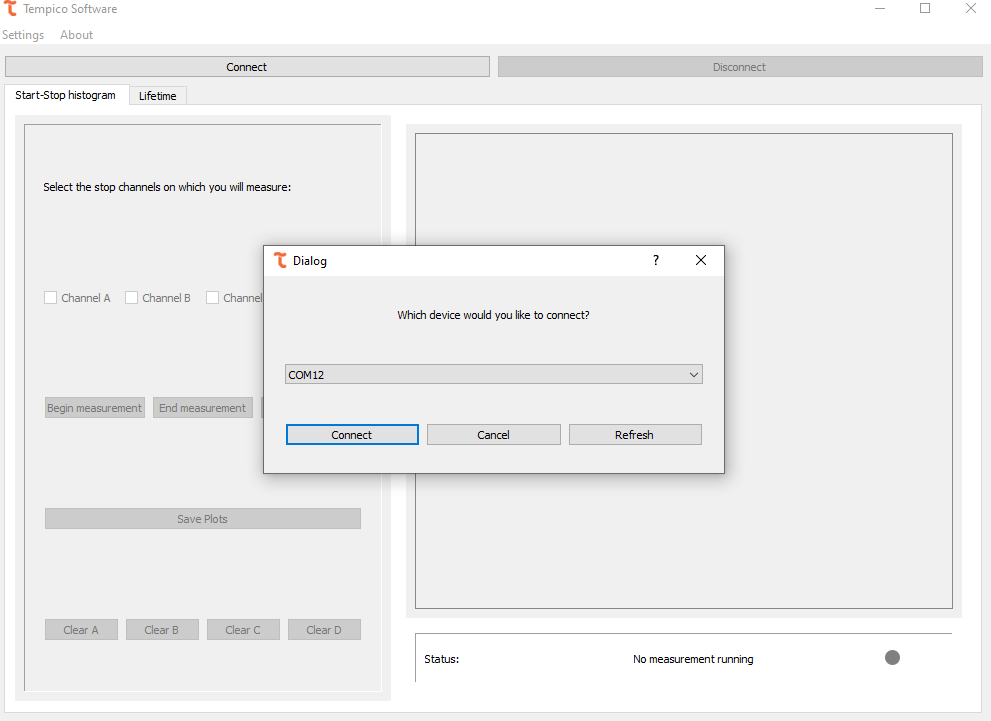 Tempico Software
Settings About
Connect Disconnect
Start-Stop histogram Lifetime
Select the stop channels on which you will measure:
Dialog ?
Which device would you like to connect?
Channel A Channel B Channel
COM12
Begin measurement End measurement
Connect Cancel Refresh
Save Plots
Clear A Clear B Clear C Clear D
Status: No measurement running